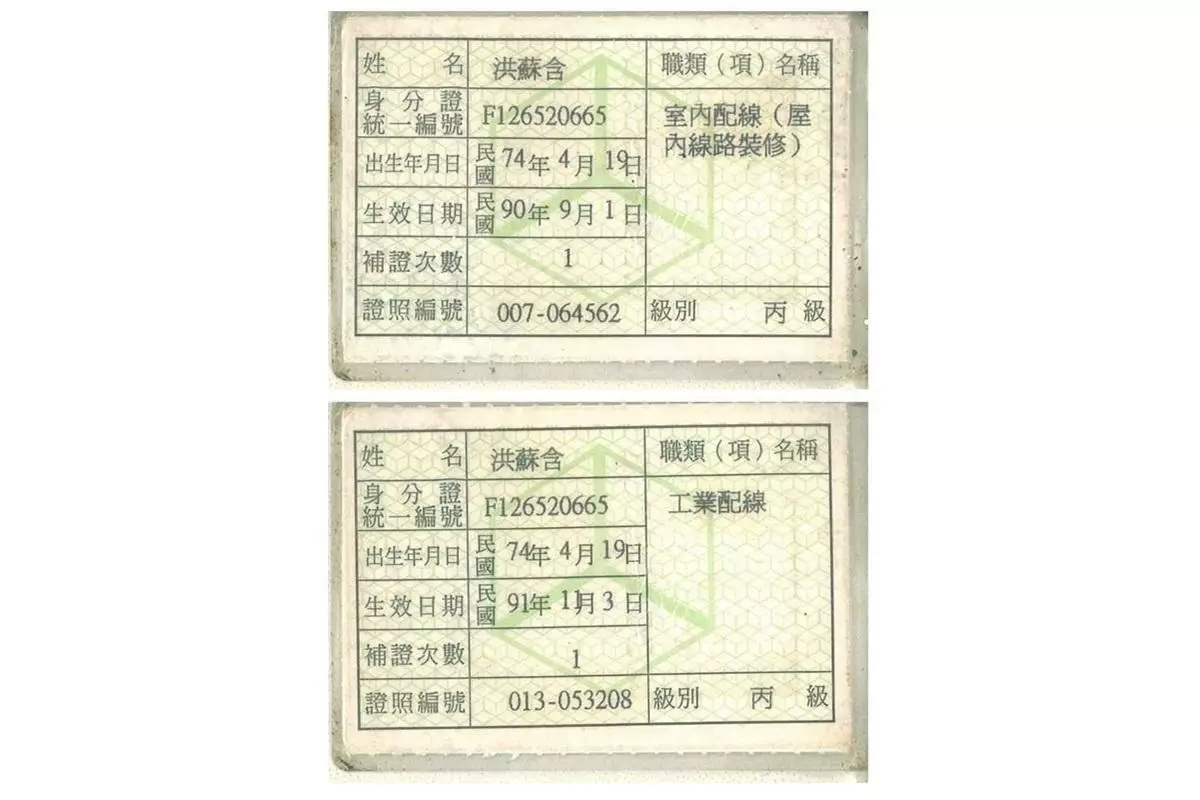 姓名 洪蘇含 職類（項）名稱
身分證統一編號 F126520665 室內配線（屋
內線路裝修）
出生年月日 民國 74年 4月 19日
生效日期 民國 90年 9月 1日
補證次數 1
證照編號 007-064562 級別 丙級
姓名 洪蘇含 職類（項）名稱
身分證統一編號 F126520665 工業配線
出生年月日 民國 74年 4月 19日
生效日期 民國 91年 11月 3日
補證次數 1
證照編號 013-053208 級別 丙級